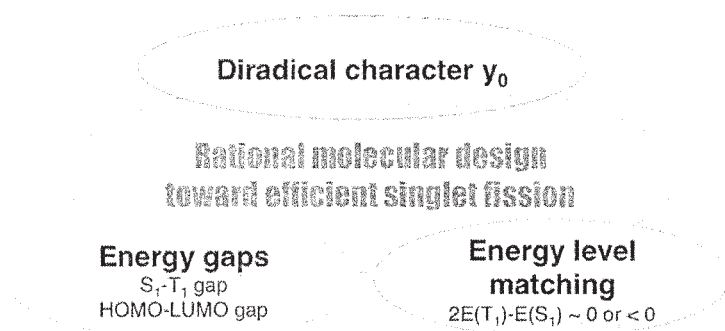 Diradical character y₀
Rational molecular design
toward efficient singlet fission
Energy gaps
S₁-T₁ gap
HOMO-LUMO gap
Energy level
matching
2E(T₁)-E(S₁) ~ 0 or < 0